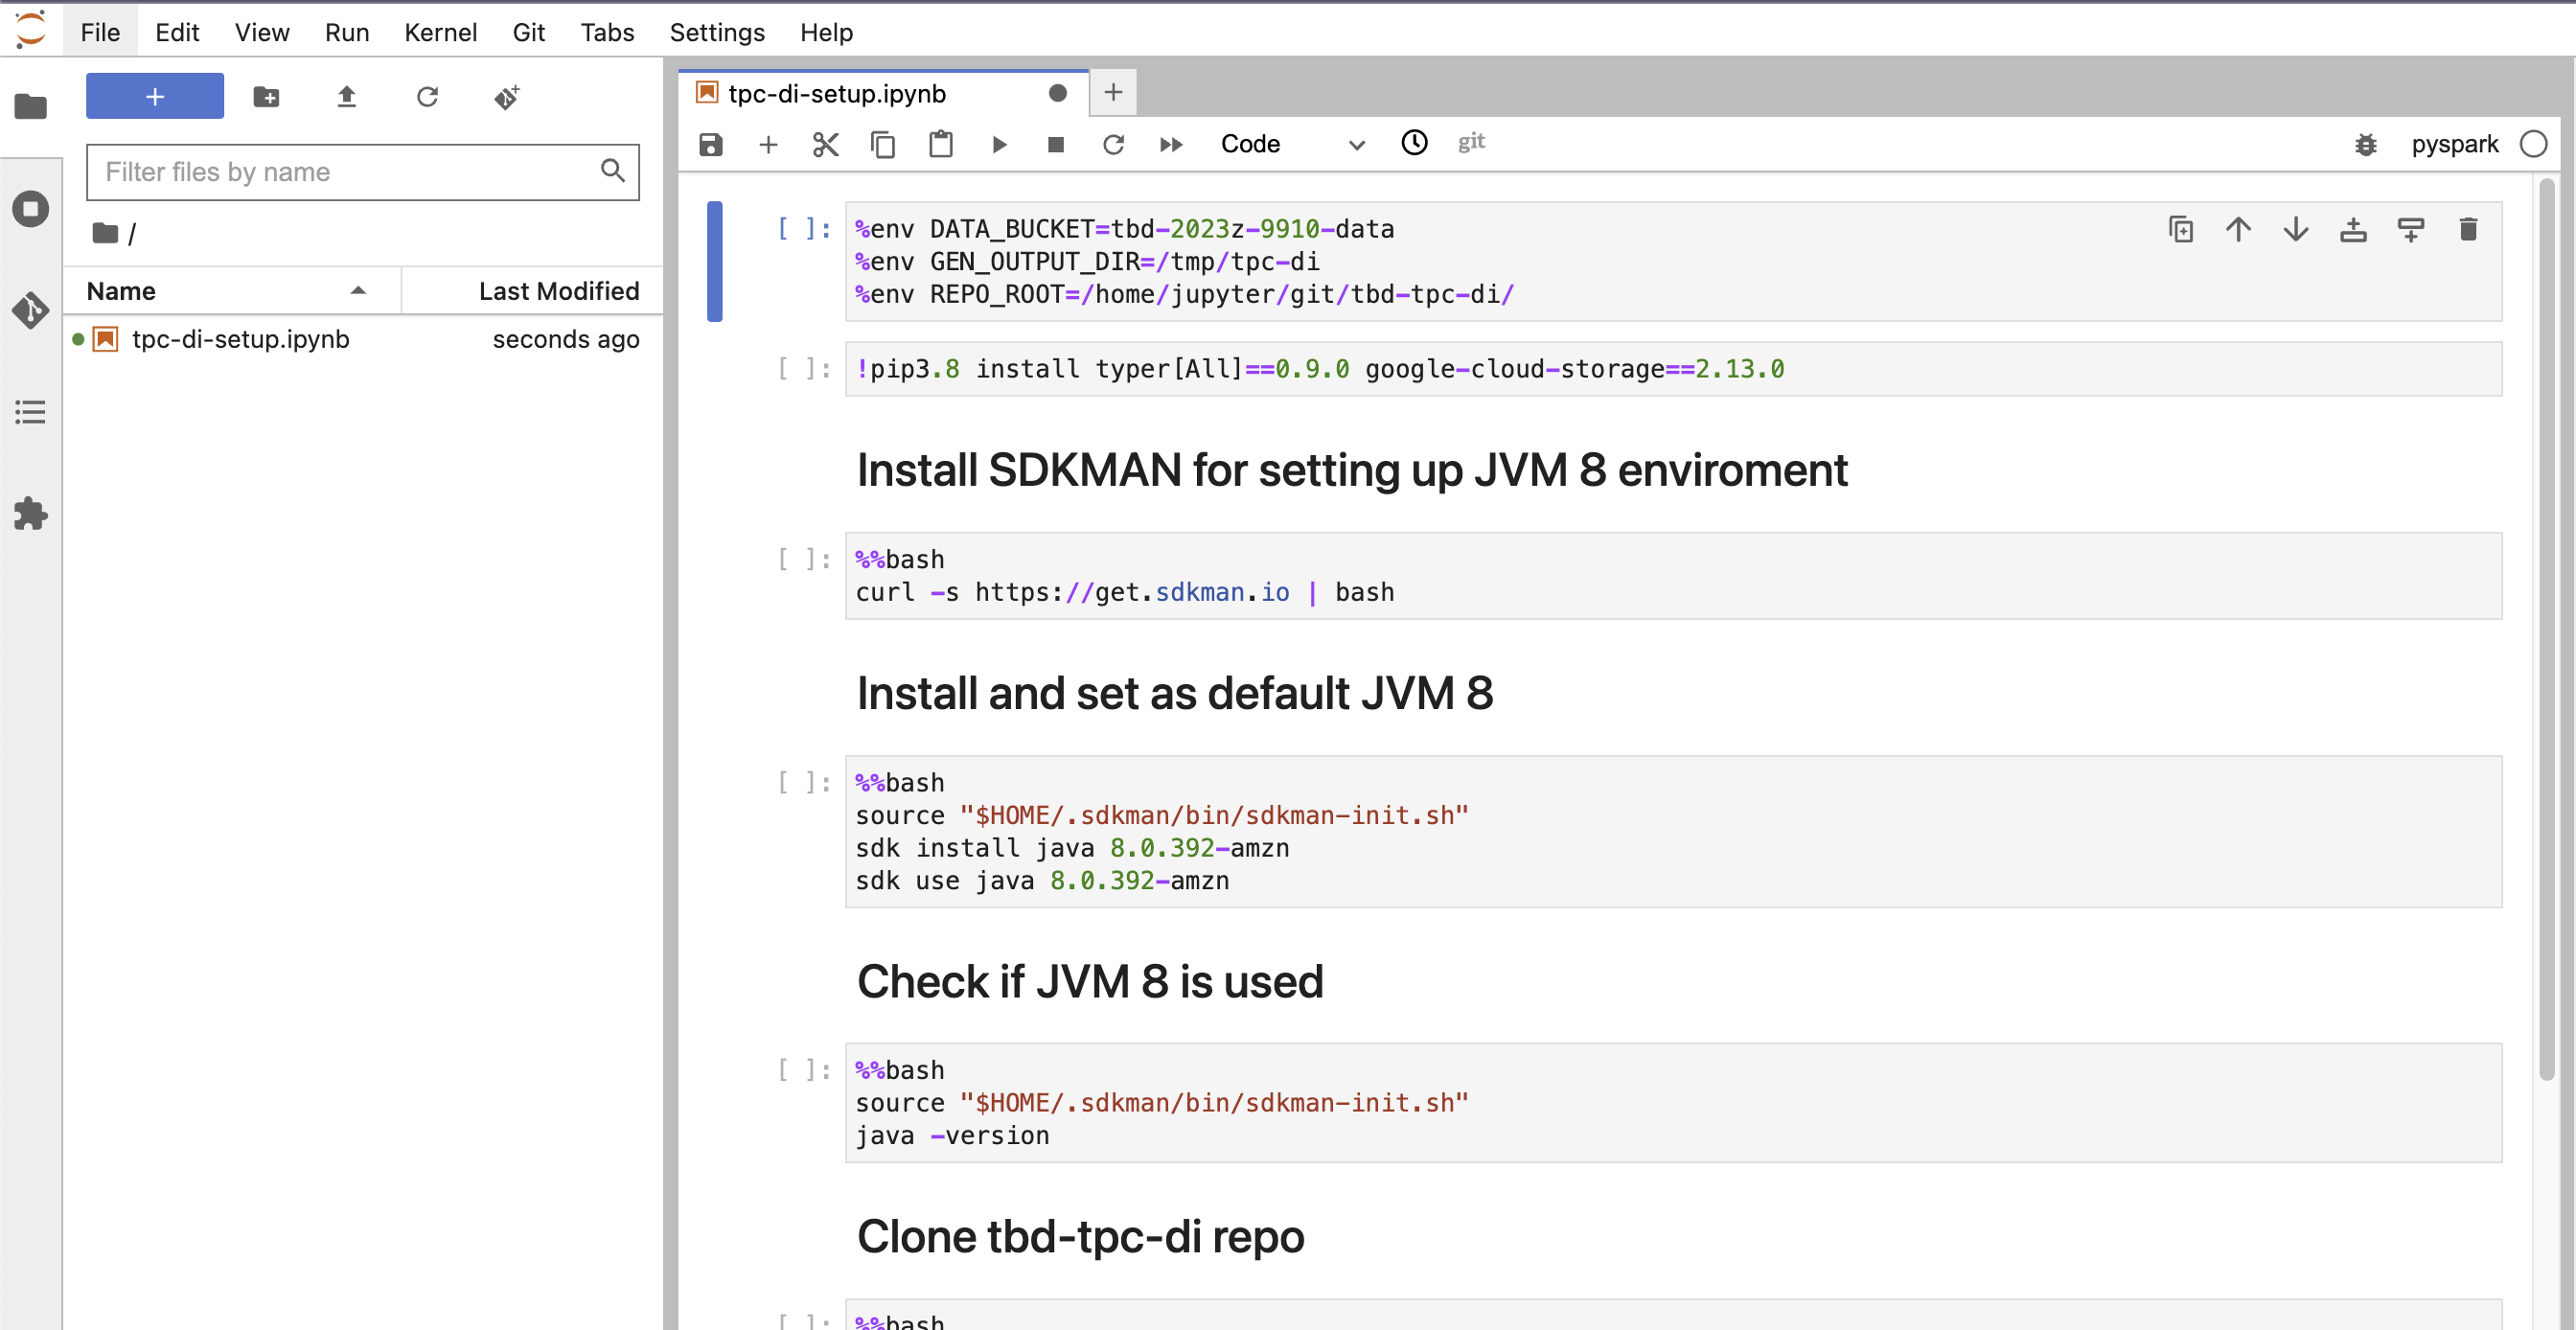 File Edit View Run Kernel Git Tabs Settings Help
Filter files by name
/
Name Last Modified
tpc-di-setup.ipynb seconds ago
tpc-di-setup.ipynb
Code git pyspark
[ ]: %env DATA_BUCKET=tbd-2023z-9910-data
%env GEN_OUTPUT_DIR=/tmp/tpc-di
%env REPO_ROOT=/home/jupyter/git/tbd-tpc-di/
[ ]: !pip3.8 install typer[All]==0.9.0 google-cloud-storage==2.13.0
Install SDKMAN for setting up JVM 8 enviroment
[ ]: %%bash
curl -s https://get.sdkman.io | bash
Install and set as default JVM 8
[ ]: %%bash
source "$HOME/.sdkman/bin/sdkman-init.sh"
sdk install java 8.0.392-amzn
sdk use java 8.0.392-amzn
Check if JVM 8 is used
[ ]: %%bash
source "$HOME/.sdkman/bin/sdkman-init.sh"
java -version
Clone tbd-tpc-di repo
[ ]: %%bash